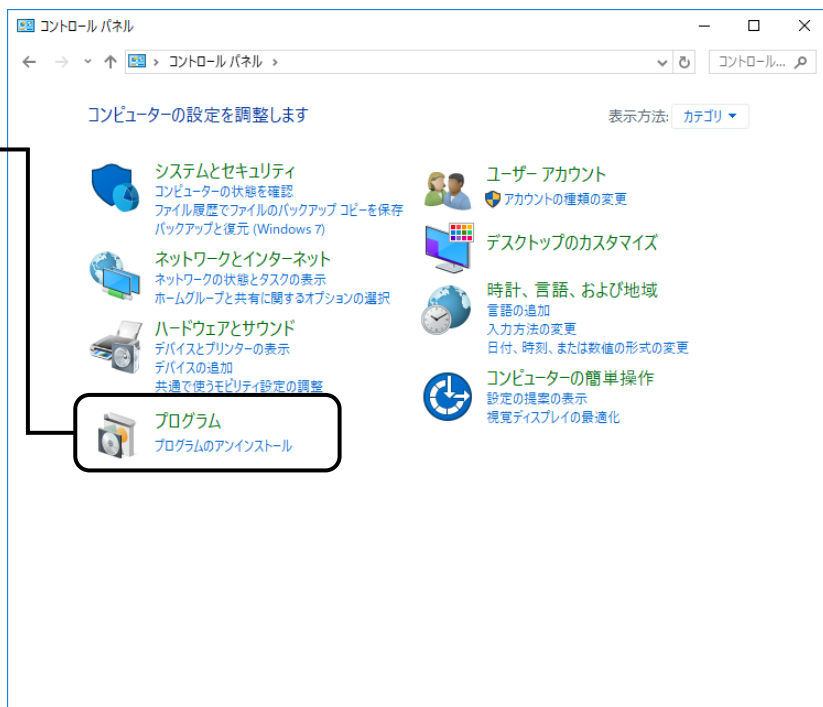 コントロール パネル
コントロール パネル
コントロール...
コンピューターの設定を調整します
表示方法: カテゴリ
システムとセキュリティ
コンピューターの状態を確認
ファイル履歴でファイルのバックアップ コピーを保存
バックアップと復元 (Windows 7)
ネットワークとインターネット
ネットワークの状態とタスクの表示
ホームグループと共有に関するオプションの選択
ハードウェアとサウンド
デバイスとプリンターの表示
デバイスの追加
共通で使うモビリティ設定の調整
プログラム
プログラムのアンインストール
ユーザー アカウント
アカウントの種類の変更
デスクトップのカスタマイズ
時計、言語、および地域
言語の追加
入力方法の変更
日付、時刻、または数値の形式の変更
コンピューターの簡単操作
設定の提案の表示
視覚ディスプレイの最適化